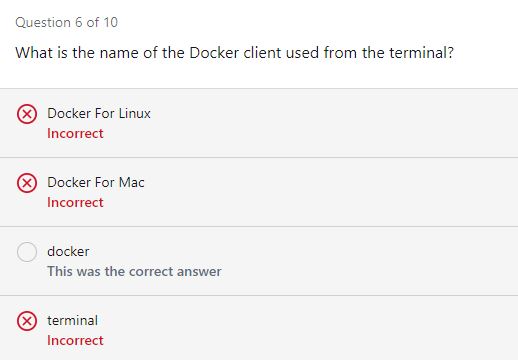 Question 6 of 10
What is the name of the Docker client used from the terminal?
Docker For Linux
Incorrect
Docker For Mac
Incorrect
docker
This was the correct answer
terminal
Incorrect